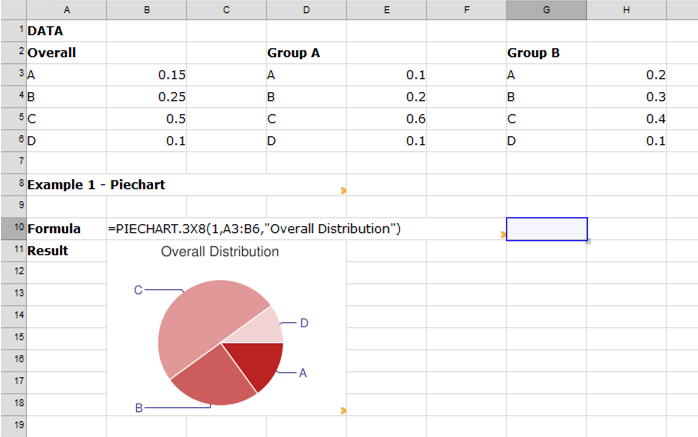 A B C D E F G H
1 DATA
2 Overall Group A Group B
3 A 0.15 A 0.1 A 0.2
4 B 0.25 B 0.2 B 0.3
5 C 0.5 C 0.6 C 0.4
6 D 0.1 D 0.1 D 0.1
7
8 Example 1 - Piechart
9
10 Formula =PIECHART.3X8(1,A3:B6,"Overall Distribution")
11 Result Overall Distribution
12
13 C
14
15 D
16
17 A
18 B
19